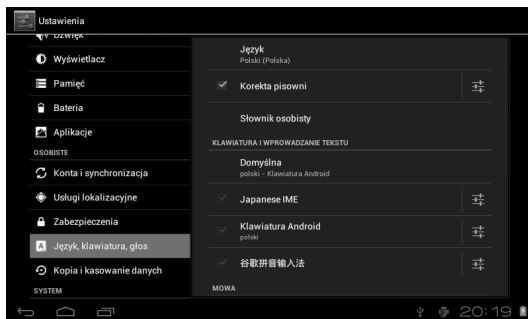 Ustawienia
Dźwięk
Wyświetlacz
Pamięć
Bateria
Aplikacje
OSOBISTE
Konta i synchronizacja
Usługi lokalizacyjne
Zabezpieczenia
Język, klawiatura, głos
Kopia i kasowanie danych
SYSTEM
Język
Polski (Polska)
Korekta pisowni
Słownik osobisty
KLAWIATURA I WPROWADZANIE TEKSTU
Domyślna
polski - Klawiatura Android
Japanese IME
Klawiatura Android
polski
谷歌拼音输入法
MOWA
20:19